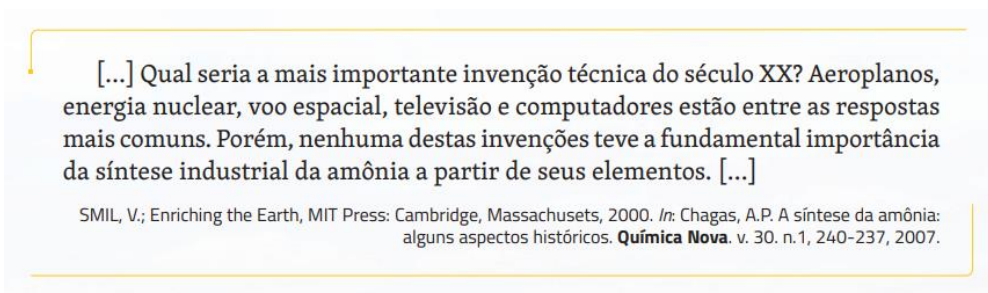 [...] Qual seria a mais importante invenção técnica do século XX? Aeroplanos,
energia nuclear, voo espacial, televisão e computadores estão entre as respostas
mais comuns. Porém, nenhuma destas invenções teve a fundamental importância
da síntese industrial da amônia a partir de seus elementos. [...]
SMIL, V.; Enriching the Earth, MIT Press: Cambridge, Massachusets, 2000. In: Chagas, A.P. A síntese da amônia:
alguns aspectos históricos. Química Nova. v. 30. n.1, 240-237, 2007.